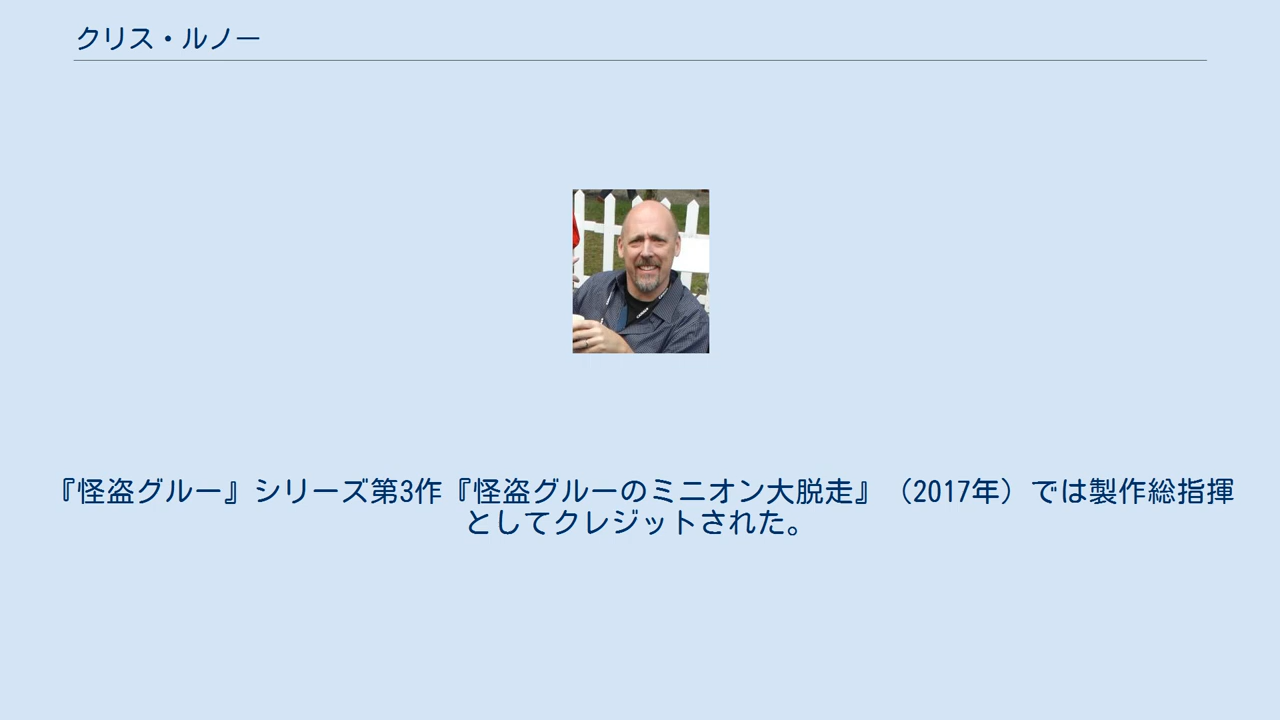 クリス・ルノー
『怪盗グルー』シリーズ第3作『怪盗グルーのミニオン大脱走』（2017年）では製作総指揮
としてクレジットされた。